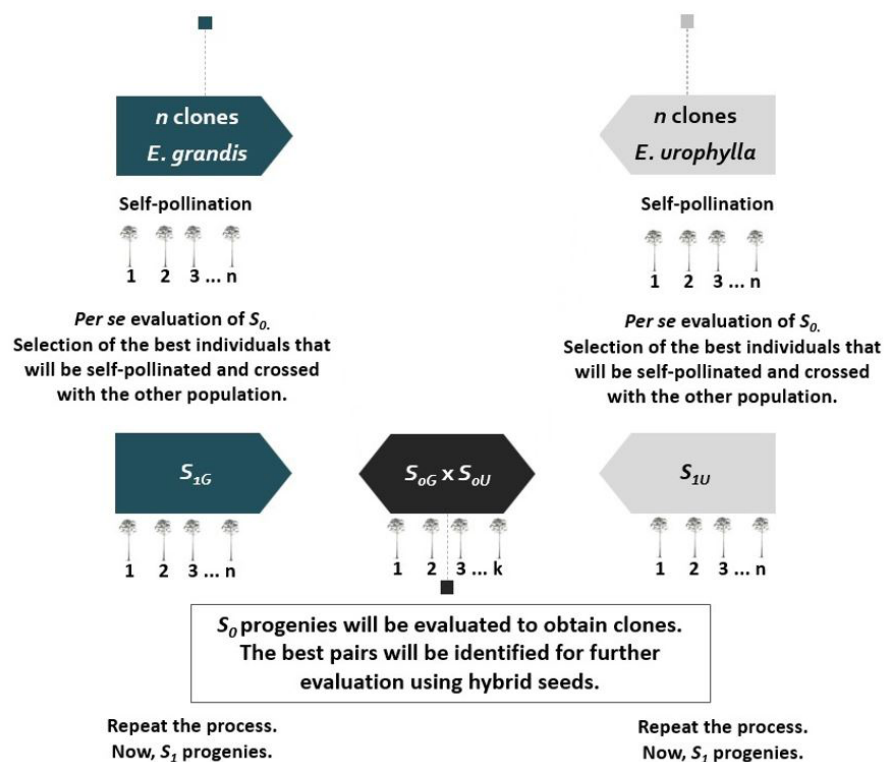 n clones
E. grandis
Self-pollination
1 2 3 ... n
Per se evaluation of S0.
Selection of the best individuals that
will be self-pollinated and crossed
with the other population.
n clones
E. urophylla
Self-pollination
1 2 3 ... n
Per se evaluation of S0.
Selection of the best individuals that
will be self-pollinated and crossed
with the other population.
S1G
1 2 3 ... n
S0G x S0U
1 2 3 ... k
S1U
1 2 3 ... n
S0 progenies will be evaluated to obtain clones.
The best pairs will be identified for further
evaluation using hybrid seeds.
Repeat the process.
Now, S1 progenies.
Repeat the process.
Now, S1 progenies.